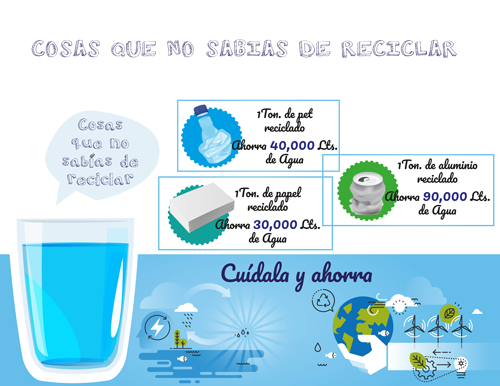 COSAS QUE NO SABIAS DE RECICLAR
Cosas
que no
sabías de
reciclar
1Ton. de pet
reciclado
Ahorra 40,000 Lts.
de Agua
1Ton. de aluminio
reciclado
Ahorra 90,000 Lts.
de Agua
1Ton. de papel
reciclado
Ahorra 30,000 Lts.
de Agua
Cuídala y ahorra